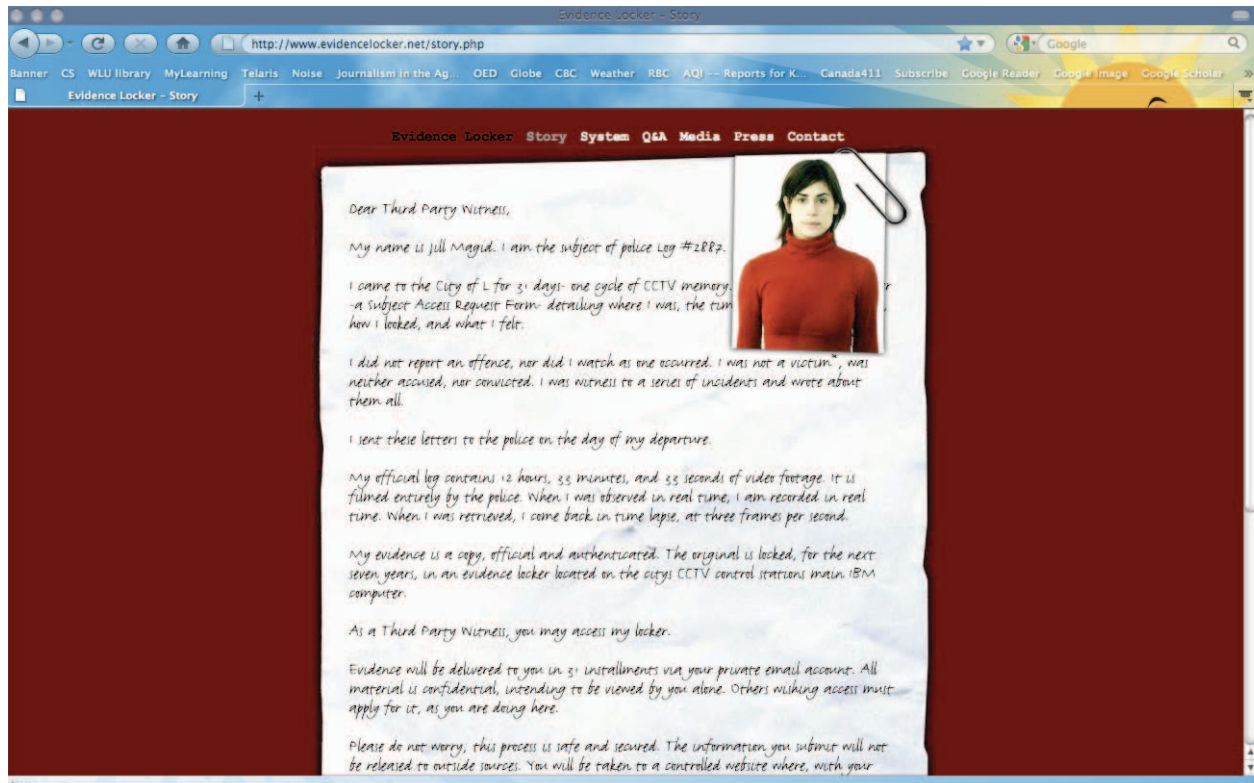 Evidence Locker – Story
http://www.evidencelocker.net/story.php
Google
Banner CS WLU library MyLearning Telaris Noise Journalism in the Ag... OED Globe CBC Weather RBC AQI -- Reports for K... Canada411 Subscribe Google Reader Google Image Google Scholar »
Evidence Locker – Story +
Evidence Locker Story System Q&A Media Press Contact
Dear Third Party Witness,
My name is Jill Magid. I am the subject of police Log #2887.
I came to the City of L for 31 days- one cycle of CCTV memory.
-a Subject Access Request Form- detailing where I was, the
how I looked, and what I felt.
I did not report an offence, nor did I watch as one occurred. I was not a victim*, was
neither accused, nor convicted. I was witness to a series of incidents and wrote about
them all.
I sent these letters to the police on the day of my departure.
My official log contains 12 hours, 33 minutes, and 33 seconds of video footage. It is
filmed entirely by the police. When I was observed in real time, I am recorded in real
time. When I was retrieved, I come back in time lapse, at three frames per second.
My evidence is a copy, official and authenticated. The original is locked, for the next
seven years, in an evidence locker located on the citys CCTV control stations main IBM
computer.
As a Third Party Witness, you may access my locker.
Evidence will be delivered to you in 31 installments via your private email account. All
material is confidential, intending to be viewed by you alone. Others wishing access must
apply for it, as you are doing here.
Please do not worry, this process is safe and secured. The information you submit will not
be released to outside sources. You will be taken to a controlled website where, with your